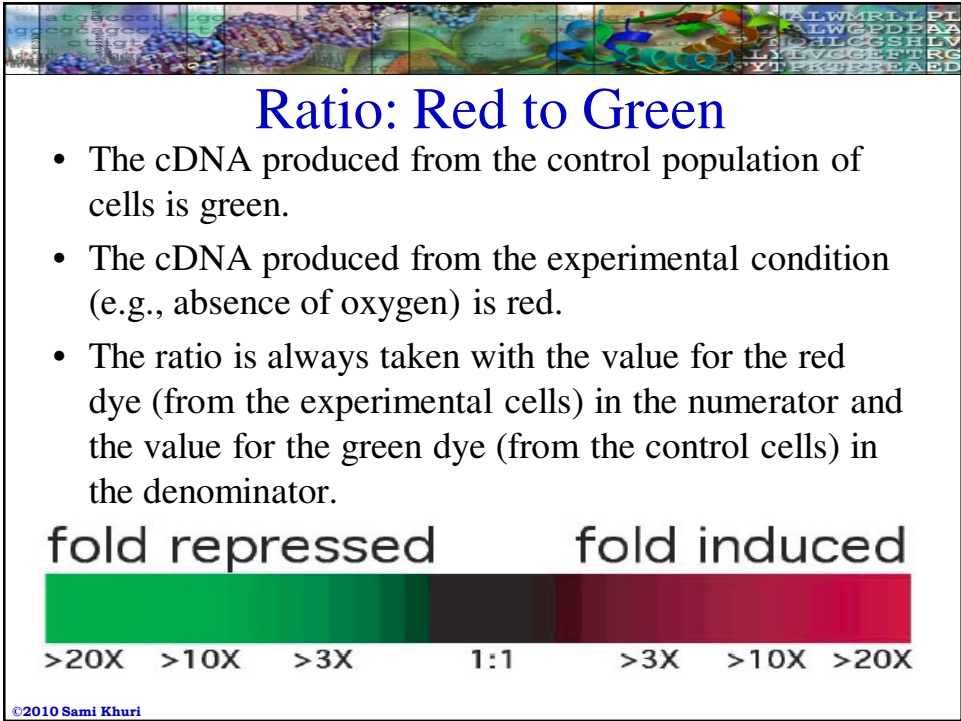 ALWMRLLPL
ALWGPDPAA
LVCGEFTRG
Ratio: Red to Green
• The cDNA produced from the control population of
cells is green.
• The cDNA produced from the experimental condition
(e.g., absence of oxygen) is red.
• The ratio is always taken with the value for the red
dye (from the experimental cells) in the numerator and
the value for the green dye (from the control cells) in
the denominator.
fold repressed fold induced
>20X >10X >3X 1:1 >3X >10X >20X
©2010 Sami Khuri